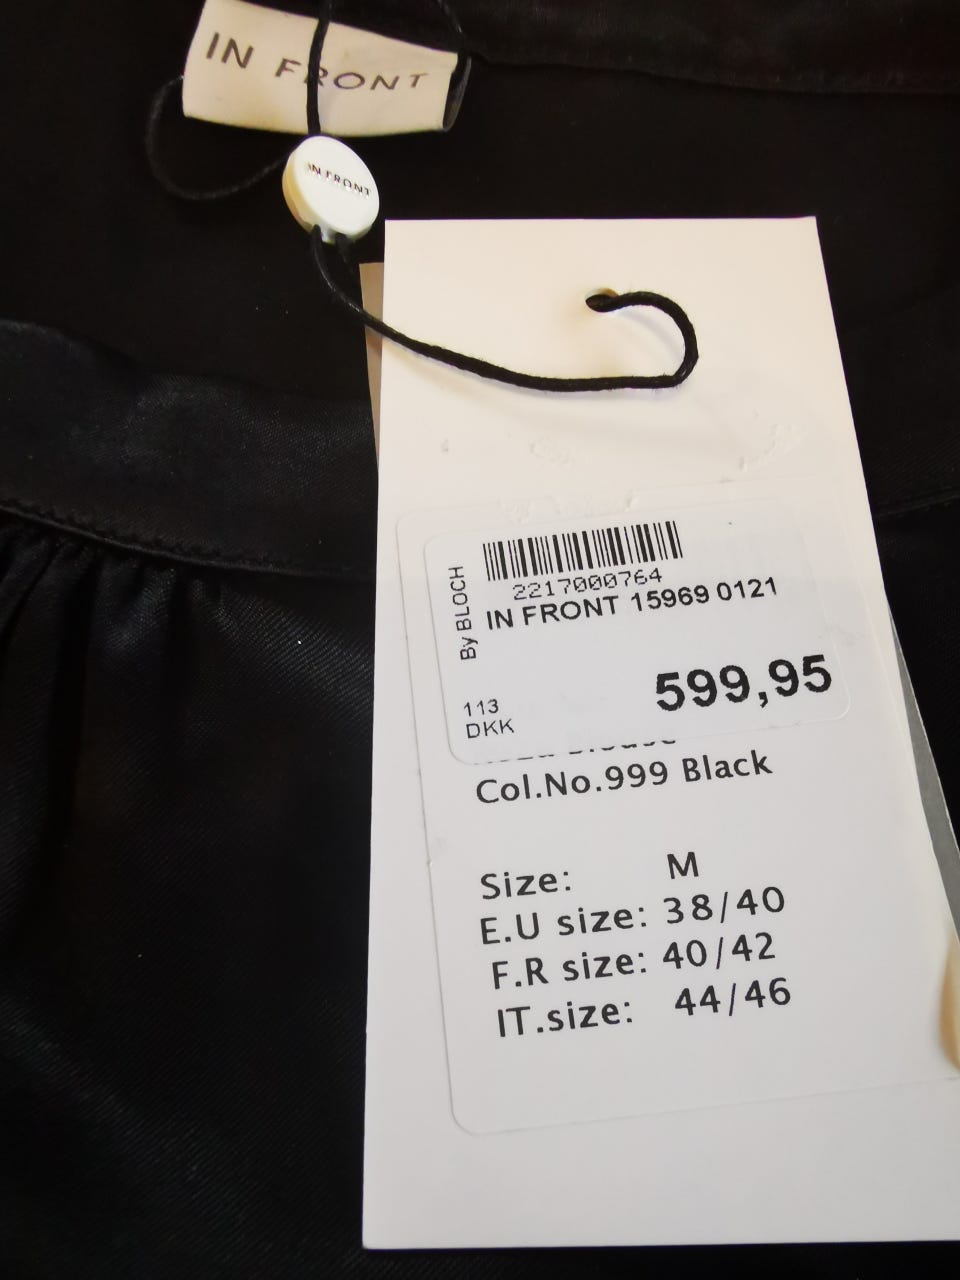 IN FRONT
IN FRONT
By BLOCH
2217000764
IN FRONT 15969 0121
599,95
113
DKK
Col.No.999 Black
Size: M
E.U size: 38/40
F.R size: 40/42
IT.size: 44/46